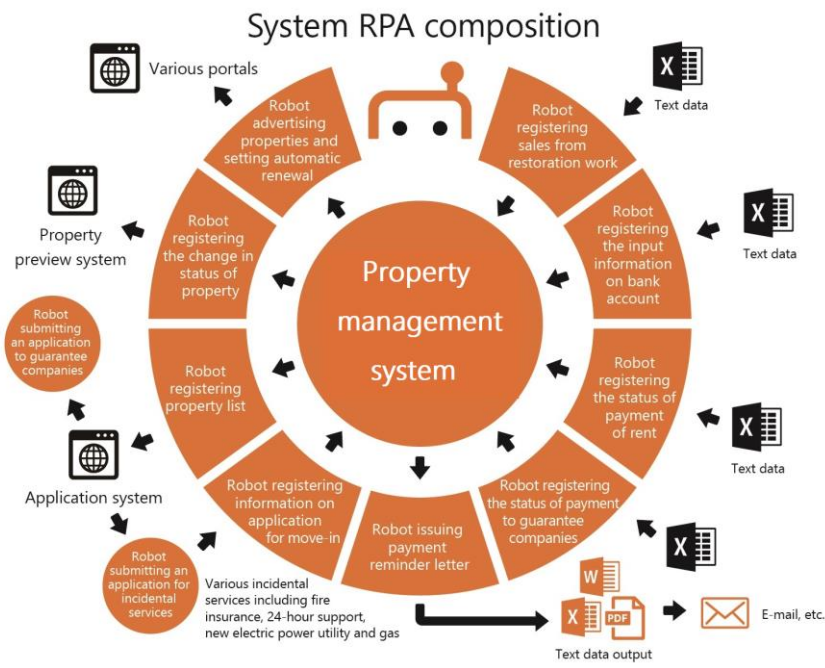 System RPA composition
Various portals
Robot
advertising
properties and
setting automatic
renewal
Robot
registering
sales from
restoration work
X
Text data
Property
preview system
Robot
registering
the change in
status of
property
Robot
registering
the input
information
on bank
account
X
Text data
Property
management
system
Robot
submitting
an application
to guarantee
companies
Robot
registering
property list
Robot
registering
the status of
payment
of rent
X
Text data
Application system
Robot registering
information on
application
for move-in
Robot issuing
payment
reminder letter
Robot registering
the status of payment
to guarantee
companies
X
Robot
submitting an
application for
incidental
services
Various incidental
services including fire
insurance, 24-hour support,
new electric power utility and gas
W
X
PDF
Text data output
E-mail, etc.